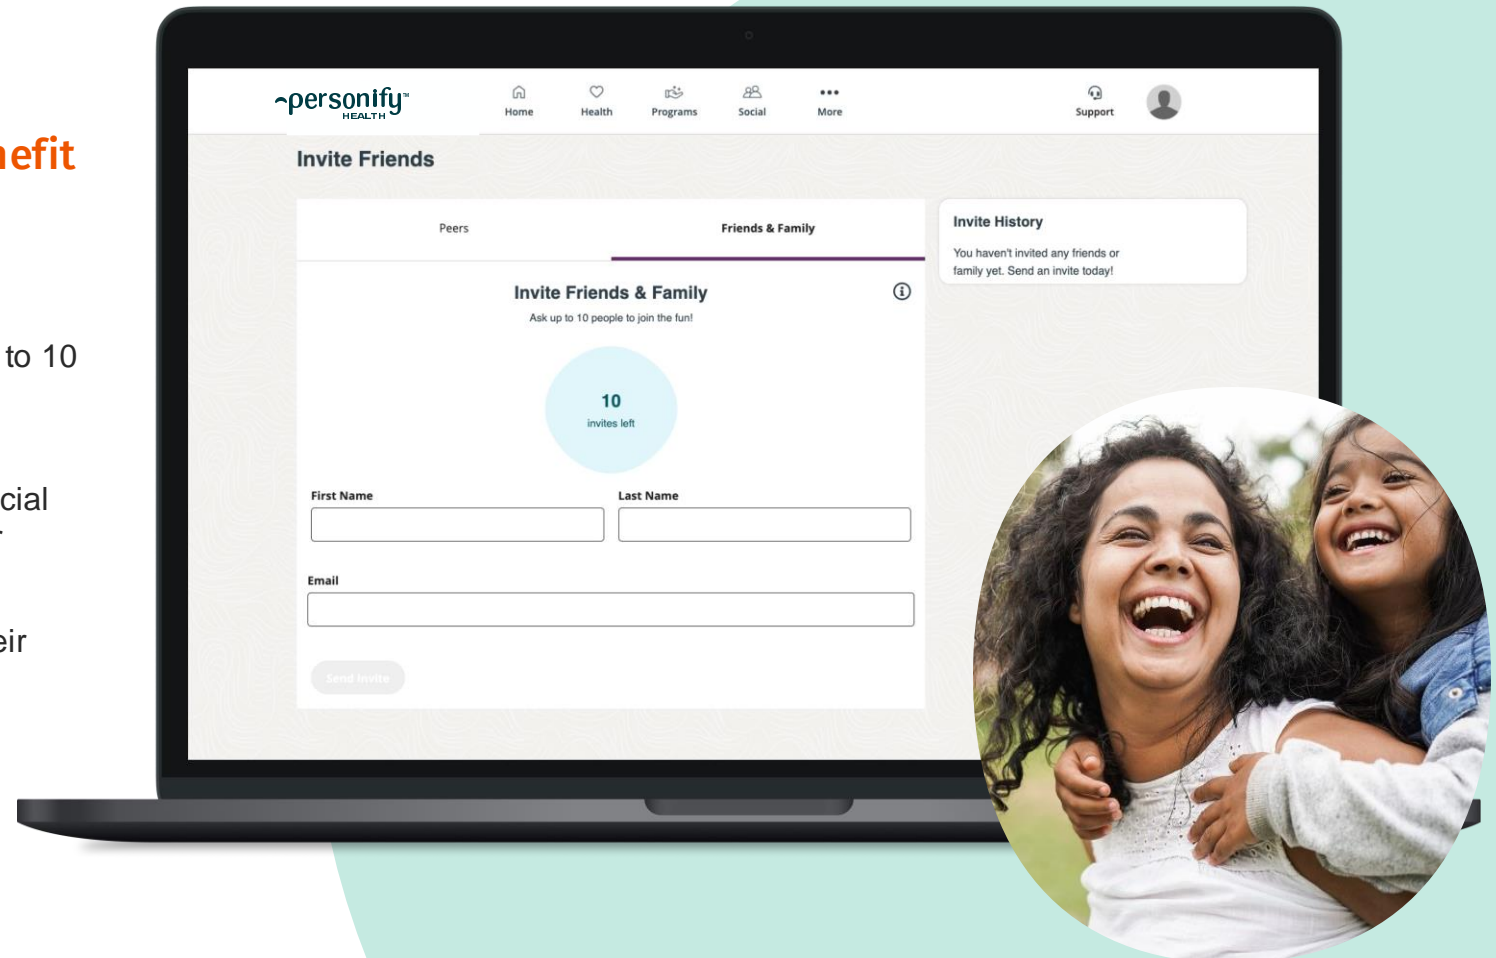 nefit
to 10
cial
eir
~personify™
HEALTH
Home
Health
Programs
Social
More
Support
Invite Friends
Peers
Friends & Family
Invite Friends & Family
Ask up to 10 people to join the fun!
10
invites left
First Name
Last Name
Email
Send Invite
Invite History
You haven't invited any friends or
family yet. Send an invite today!